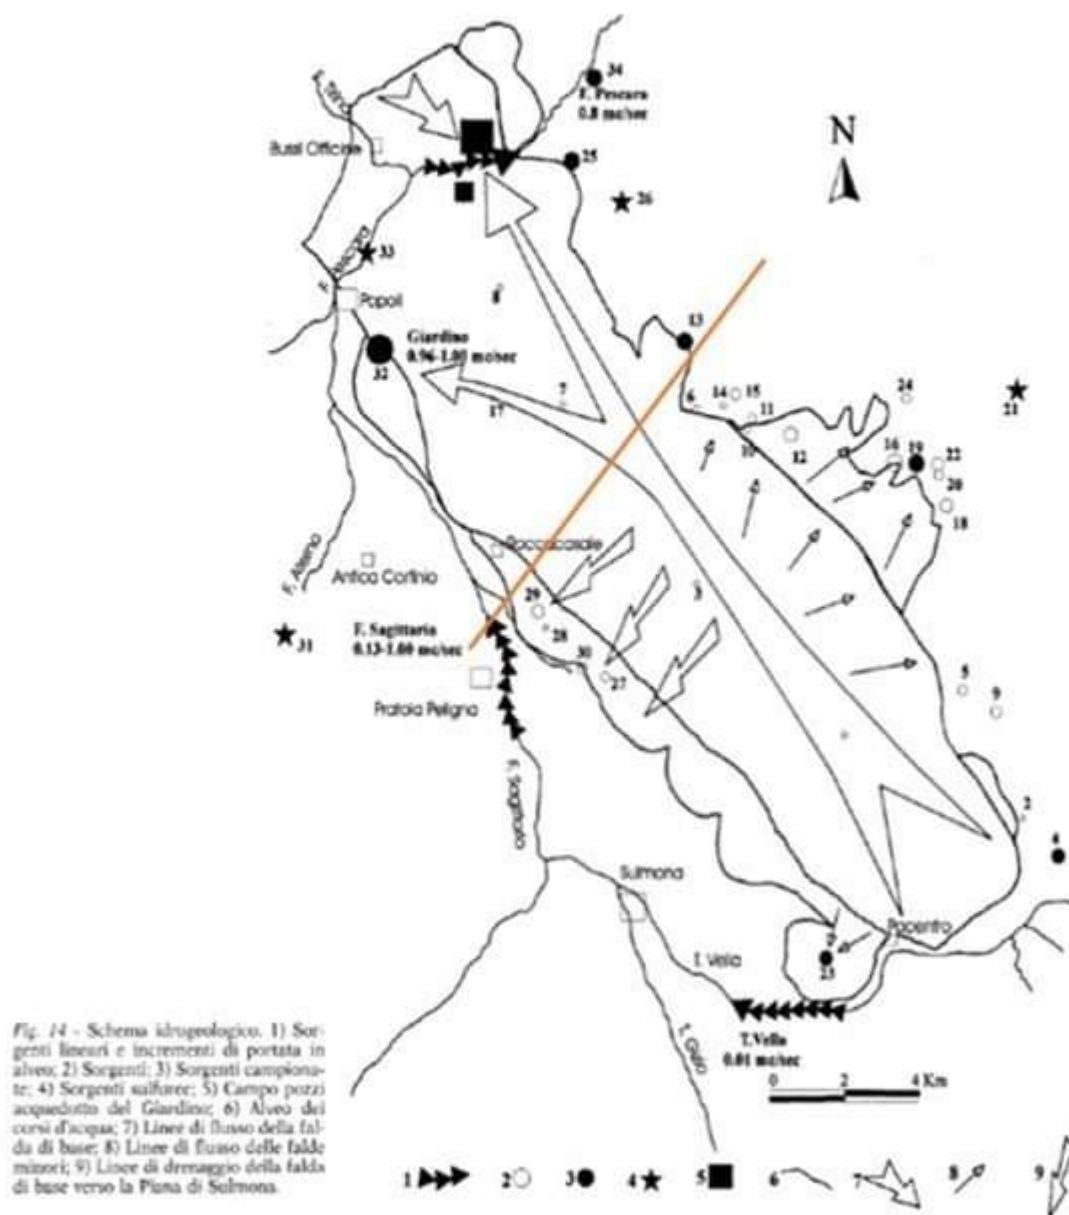 34
F. Pescara
0.8 mc/sec
Bussi Officine
25
26
N
33
Popoli
8
13
Giardino
0.96-1.00 mc/sec
32
17
7
6
14
15
11
10
12
24
21
16
19
22
20
18
F. Aterno
Antica Corfinio
Roccacasale
29
28
3
31
F. Sagittario
0.13-1.00 mc/sec
30
27
5
9
Pratola Peligna
F. Sagittario
2
4
Sulmona
Pacentro
T. Vella
23
T.Vella
0.01 mc/sec
0 2 4 Km
Fig. 14 - Schema idrogeologico. 1) Sor-
genti lineari e incrementi di portata in
alveo; 2) Sorgenti; 3) Sorgenti campiona-
te; 4) Sorgenti sulfuree; 5) Campo pozzi
acquedotto del Giardino; 6) Alveo dei
corsi d'acqua; 7) Linee di flusso della fal-
da di base; 8) Linee di flusso delle falde
minori; 9) Linee di drenaggio della falda
di base verso la Piana di Sulmona.
1 2 3 4 5 6 7 8 9